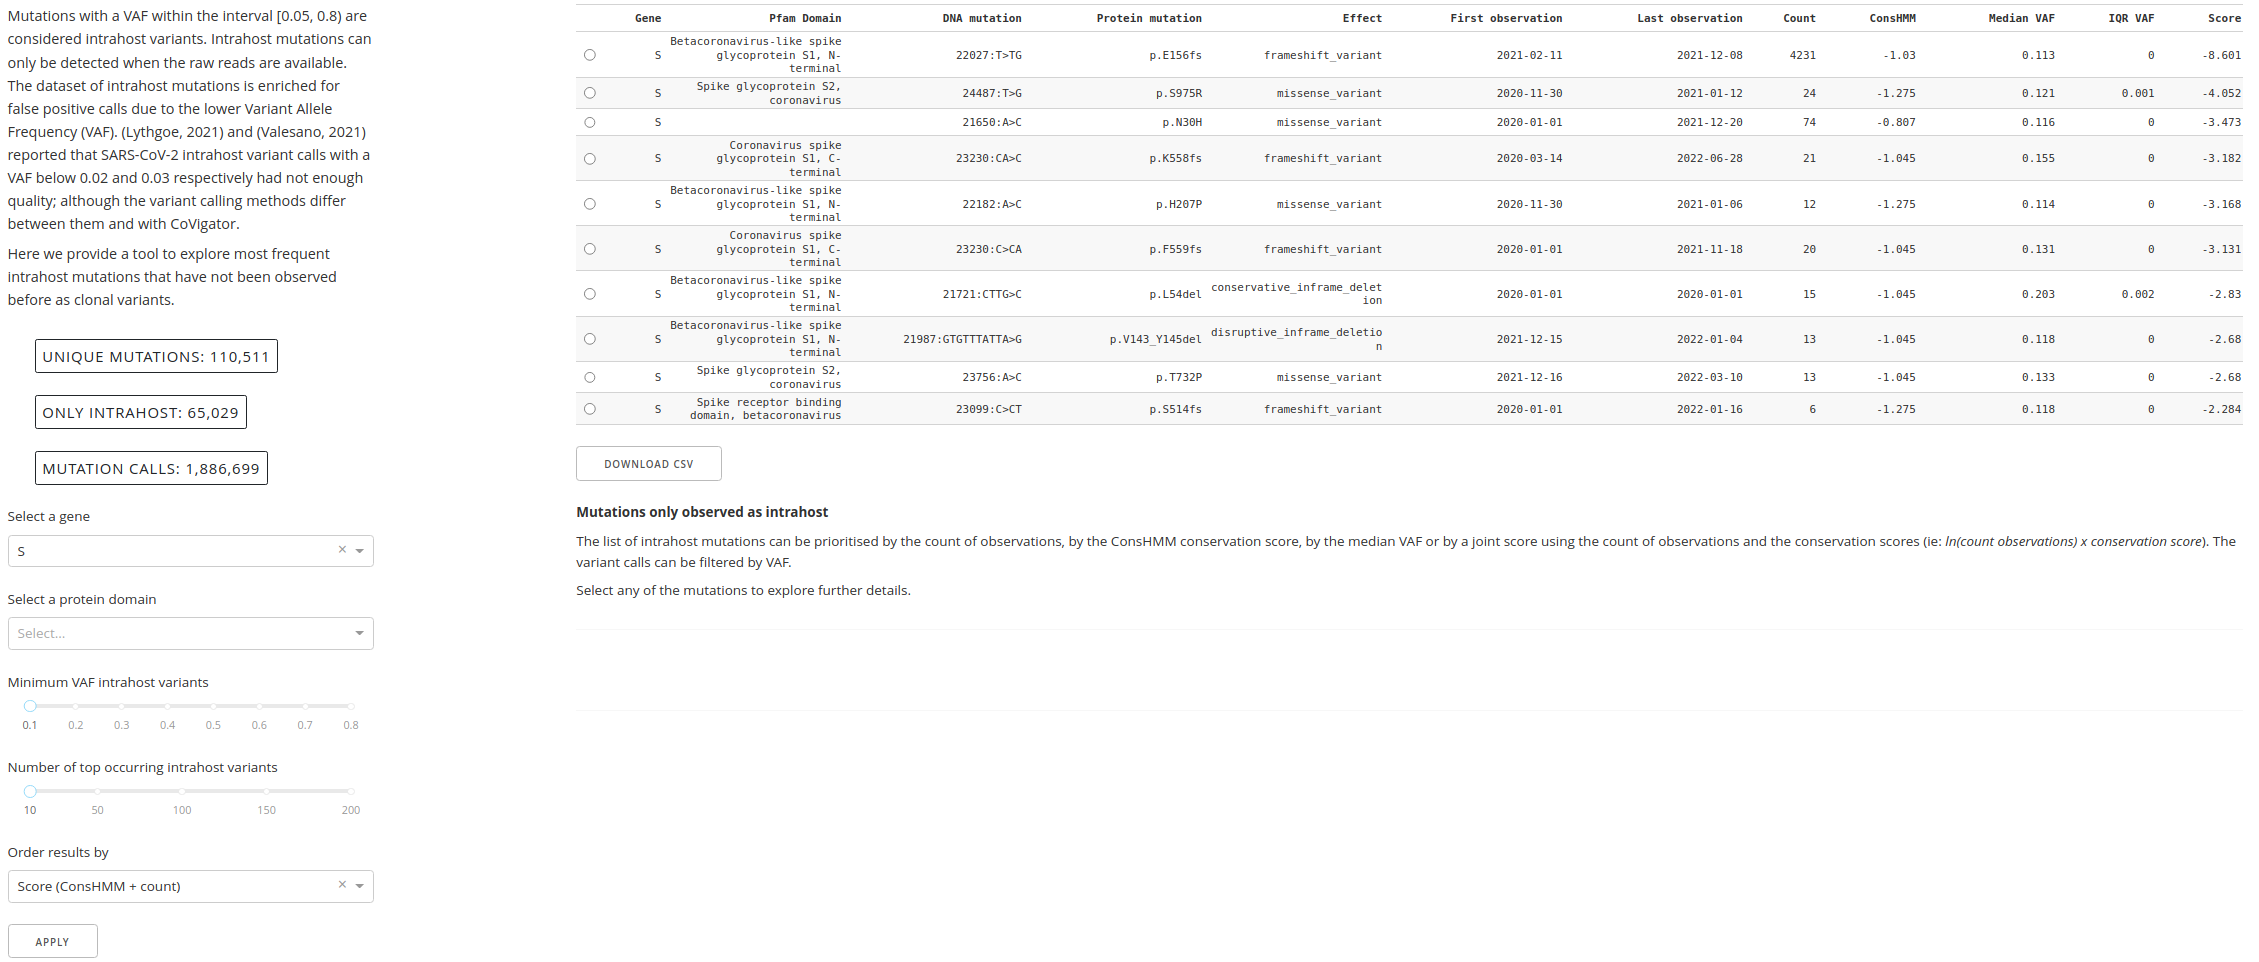 Mutations with a VAF within the interval [0.05, 0.8) are
considered intrahost variants. Intrahost mutations can
only be detected when the raw reads are available.
The dataset of intrahost mutations is enriched for
false positive calls due to the lower Variant Allele
Frequency (VAF). (Lythgoe, 2021) and (Valesano, 2021)
reported that SARS-CoV-2 intrahost variant calls with a
VAF below 0.02 and 0.03 respectively had not enough
quality; although the variant calling methods differ
between them and with CoVigator.
Here we provide a tool to explore most frequent
intrahost mutations that have not been observed
before as clonal variants.
UNIQUE MUTATIONS: 110,511
ONLY INTRAHOST: 65,029
MUTATION CALLS: 1,886,699
Select a gene
S
Select a protein domain
Select...
Minimum VAF intrahost variants
0.1 0.2 0.3 0.4 0.5 0.6 0.7 0.8
Number of top occurring intrahost variants
10 50 100 150 200
Order results by
Score (ConsHMM + count)
APPLY
Gene Pfam Domain DNA mutation Protein mutation Effect First observation Last observation Count ConsHMM Median VAF IQR VAF Score
Betacoronavirus-like spike
S glycoprotein S1, N- 22027:T>TG p.E156fs frameshift_variant 2021-02-11 2021-12-08 4231 -1.03 0.113 0 -8.601
terminal
Spike glycoprotein S2,
S 24487:T>G p.S975R missense_variant 2020-11-30 2021-01-12 24 -1.275 0.121 0.001 -4.052
coronavirus
S 21650:A>C p.N30H missense_variant 2020-01-01 2021-12-20 74 -0.807 0.116 0 -3.473
Coronavirus spike
S glycoprotein S1, C- 23230:CA>C p.K558fs frameshift_variant 2020-03-14 2022-06-28 21 -1.045 0.155 0 -3.182
terminal
Betacoronavirus-like spike
S glycoprotein S1, N- 22182:A>C p.H207P missense_variant 2020-11-30 2021-01-06 12 -1.275 0.114 0 -3.168
terminal
Coronavirus spike
S glycoprotein S1, C- 23230:C>CA p.F559fs frameshift_variant 2020-01-01 2021-11-18 20 -1.045 0.131 0 -3.131
terminal
Betacoronavirus-like spike
conservative_inframe_delet
S glycoprotein S1, N- 21721:CTTG>C p.L54del 2020-01-01 2020-01-01 15 -1.045 0.203 0.002 -2.83
ion
terminal
Betacoronavirus-like spike
disruptive_inframe_deletio
S glycoprotein S1, N- 21987:GTGTTTATTA>G p.V143_Y145del 2021-12-15 2022-01-04 13 -1.045 0.118 0 -2.68
n
terminal
Spike glycoprotein S2,
S 23756:A>C p.T732P missense_variant 2021-12-16 2022-03-10 13 -1.045 0.133 0 -2.68
coronavirus
Spike receptor binding
S 23099:C>CT p.S514fs frameshift_variant 2020-01-01 2022-01-16 6 -1.275 0.118 0 -2.284
domain, betacoronavirus
DOWNLOAD CSV
Mutations only observed as intrahost
The list of intrahost mutations can be prioritised by the count of observations, by the ConsHMM conservation score, by the median VAF or by a joint score using the count of observations and the conservation scores (ie: ln(count observations) x conservation score). The
variant calls can be filtered by VAF.
Select any of the mutations to explore further details.